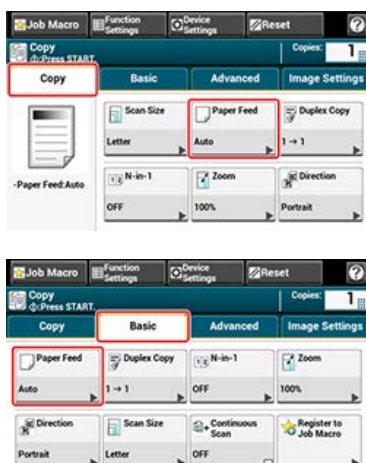 Job Macro Function Settings Device Settings Reset ?
Copy Copies: 1
Press START.
Copy Basic Advanced Image Settings
Scan Size Paper Feed Duplex Copy
Letter Auto 1 → 1
-Paper Feed:Auto
N-in-1 Zoom Direction
OFF 100% Portrait
Job Macro Function Settings Device Settings Reset ?
Copy Copies: 1
Press START.
Copy Basic Advanced Image Settings
Paper Feed Duplex Copy N-in-1 Zoom
Auto 1 → 1 OFF 100%
Direction Scan Size Continuous Scan Register to Job Macro
Portrait Letter OFF